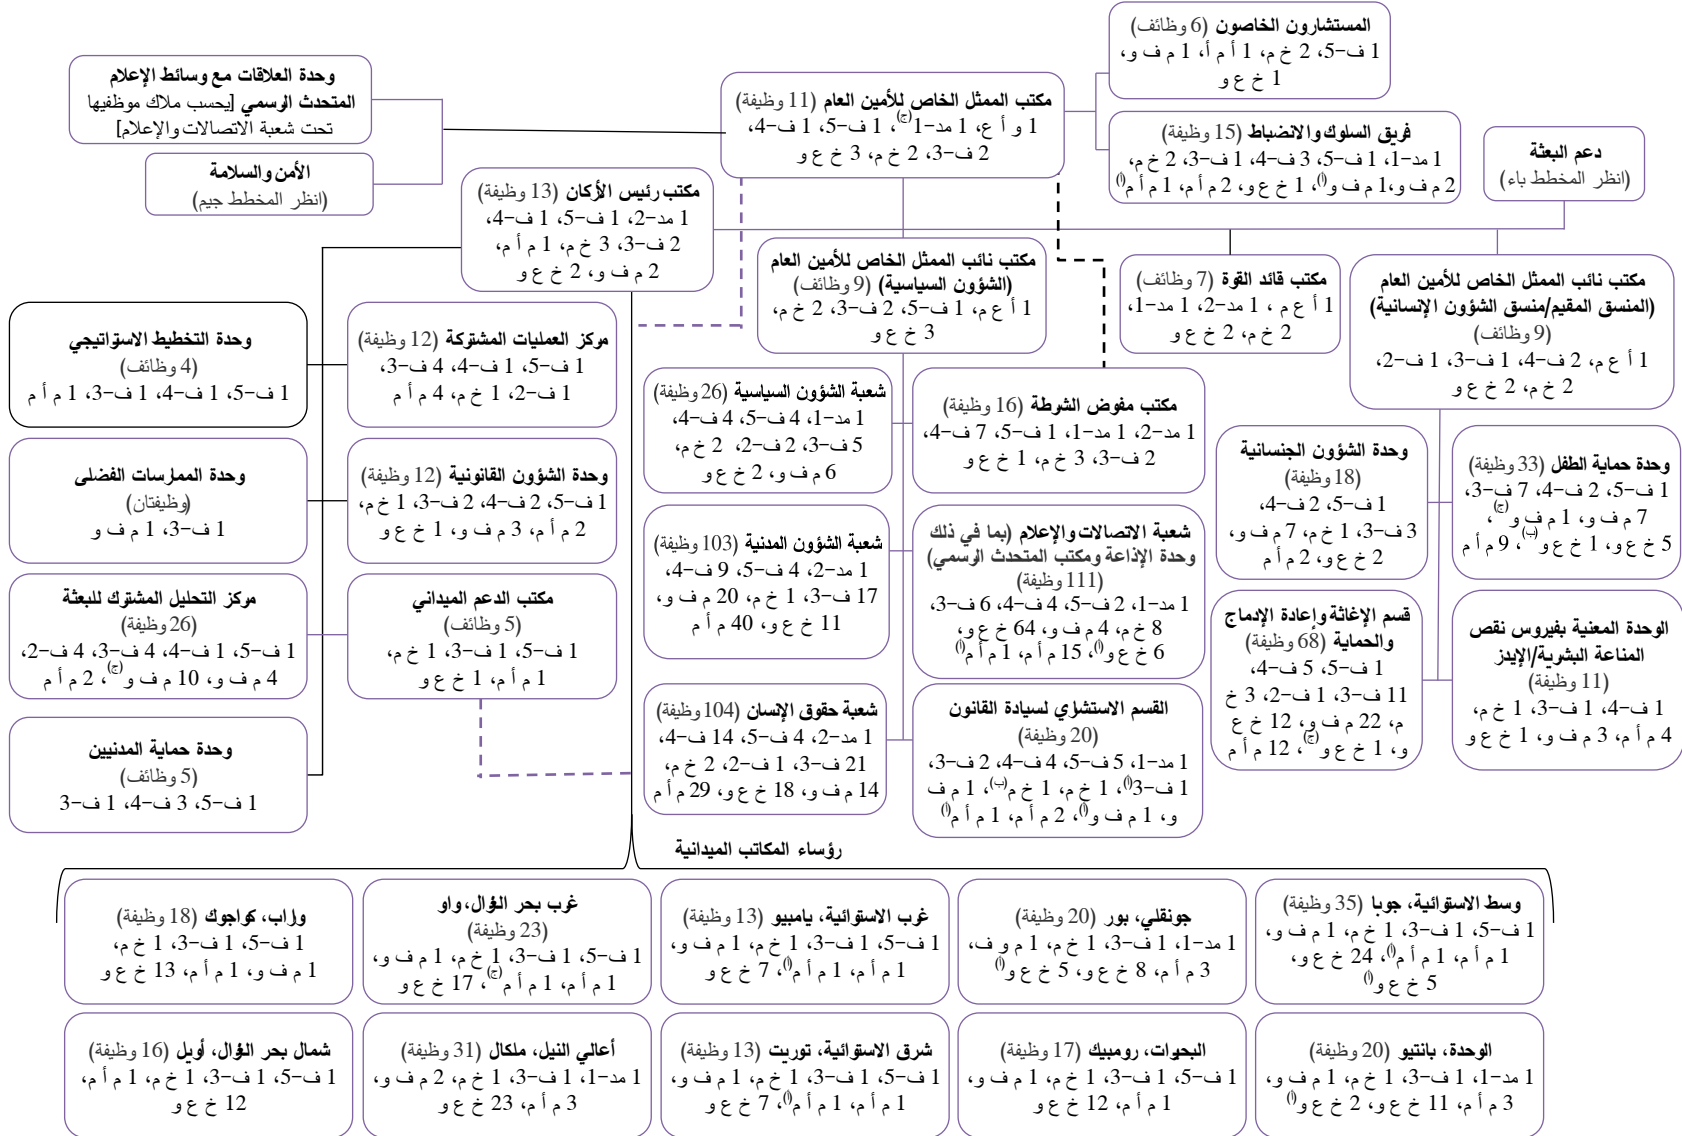 المستشارون الخاصون (6 وظائف)
1 ف-5، 2 خ م، 1 أ م أ، 1 م ف و،
1 خ ع و
وحدة العلاقات مع وسائط الإعلام
المتحدث الرسمي [يحسب ملاك موظفيها
تحت شعبة الاتصالات والإعلام]
مكتب الممثل الخاص للأمين العام (11 وظيفة)
1 و أ ع، 1 مد-1(ج)، 1 ف-5، 1 ف-4،
2 ف-3، 2 خ م، 3 خ ع و
فريق السلوك والانضباط (15 وظيفة)
1 مد-1، 1 ف-5، 3 ف-4، 1 ف-3، 2 خ م،
2 م ف و، 1 م ف و(أ)، 1 خ ع و، 2 م أ م، 1 م أ م(أ)
دعم البعثة
(انظر المخطط باء)
الأمن والسلامة
(انظر المخطط جيم)
مكتب رئيس الأركان (13 وظيفة)
1 مد-2، 1 ف-5، 1 ف-4،
2 ف-3، 3 خ م، 1 م أ م،
2 م ف و، 2 خ ع و
مكتب نائب الممثل الخاص للأمين العام
(الشؤون السياسية) (9 وظائف)
1 أ ع م، 1 ف-5، 2 ف-3، 2 خ م،
3 خ ع و
مكتب قائد القوة (7 وظائف)
1 أ ع م ، 1 مد-2، 1 مد-1،
2 خ م، 2 خ ع و
مكتب نائب الممثل الخاص للأمين العام
(المنسق المقيم/منسق الشؤون الإنسانية)
(9 وظائف)
1 أ ع م، 2 ف-4، 1 ف-3، 1 ف-2،
2 خ م، 2 خ ع و
مركز العمليات المشتركة (12 وظيفة)
1 ف-5، 1 ف-4، 4 ف-3،
1 ف-2، 1 خ م، 4 م أ م
وحدة التخطيط الاستراتيجي
(4 وظائف)
1 ف-5، 1 ف-4، 1 ف-3، 1 م أ م
شعبة الشؤون السياسية (26 وظيفة)
1 مد-1، 4 ف-5، 4 ف-4،
5 ف-3، 2 ف-2، 2 خ م،
6 م ف و، 2 خ ع و
مكتب مفوض الشرطة (16 وظيفة)
1 مد-2، 1 مد-1، 1 ف-5، 7 ف-4،
2 ف-3، 3 خ م، 1 خ ع و
وحدة الشؤون الجنسانية
(18 وظيفة)
1 ف-5، 2 ف-4،
3 ف-3، 1 خ م، 7 م ف و،
2 خ ع و، 2 م أ م
وحدة حماية الطفل (33 وظيفة)
1 ف-5، 2 ف-4، 7 ف-3،
7 م ف و، 1 م ف و(ج)،
5 خ ع و، 1 خ ع و(ب)، 9 م أ م
وحدة الشؤون القانونية (12 وظيفة)
1 ف-5، 2 ف-4، 2 ف-3، 1 خ م،
2 م أ م، 3 م ف و، 1 خ ع و
وحدة الممارسات الفضلى
(وظيفتان)
1 ف-3، 1 م ف و
شعبة الشؤون المدنية (103 وظيفة)
1 مد-2، 4 ف-5، 9 ف-4،
17 ف-3، 1 خ م، 20 م ف و،
11 خ ع و، 40 م أ م
شعبة الاتصالات والإعلام (بما في ذلك
وحدة الإذاعة ومكتب المتحدث الرسمي)
(111 وظيفة)
1 مد-1، 2 ف-5، 4 ف-4، 6 ف-3،
8 خ م، 4 م ف و، 64 خ ع و،
6 خ ع و(أ)، 15 م أ م، 1 م أ م(أ)
مكتب الدعم الميداني
(5 وظائف)
1 ف-5، 1 ف-3، 1 خ م،
1 م أ م، 1 خ ع و
مركز التحليل المشترك للبعثة
(26 وظيفة)
1 ف-5، 1 ف-4، 4 ف-3، 4 ف-2،
4 م ف و، 10 م ف و(ج)، 2 م أ م
قسم الإغاثة وإعادة الإدماج
والحماية (68 وظيفة)
1 ف-5، 5 ف-4،
11 ف-3، 1 ف-2، 3 خ
م، 22 م ف و، 12 خ ع
و، 1 خ ع و(ج)، 12 م أ م
الوحدة المعنية بفيروس نقص
المناعة البشرية/الإيدز
(11 وظيفة)
1 ف-4، 1 ف-3، 1 خ م،
4 م أ م، 3 م ف و، 1 خ ع و
شعبة حقوق الإنسان (104 وظيفة)
1 مد-2، 4 ف-5، 14 ف-4،
21 ف-3، 1 ف-2، 2 خ م،
14 م ف و، 18 خ ع و، 29 م أ م
القسم الاستشاري لسيادة القانون
(20 وظيفة)
1 مد-1، 5 ف-5، 4 ف-4، 2 ف-3،
1 ف-3(أ)، 1 خ م، 1 خ م(ب)، 1 م ف
و، 1 م ف و(أ)، 2 م أ م، 1 م أ م(أ)
وحدة حماية المدنيين
(5 وظائف)
1 ف-5، 3 ف-4، 1 ف-3
رؤساء المكاتب الميدانية
وسط الاستوائية، جوبا (35 وظيفة)
1 ف-5، 1 ف-3، 1 خ م، 1 م ف و،
1 م أ م، 1 م أ م(أ)، 24 خ ع و،
5 خ ع و(أ)
جونقلي، بور (20 وظيفة)
1 مد-1، 1 ف-3، 1 خ م، 1 م و ف،
3 م أ م، 8 خ ع و، 5 خ ع و(أ)
غرب الاستوائية، يامبيو (13 وظيفة)
1 ف-5، 1 ف-3، 1 خ م، 1 م ف و،
1 م أ م، 1 م أ م(أ)، 7 خ ع و
غرب بحر الغزال، واو
(23 وظيفة)
1 ف-5، 1 ف-3، 1 خ م، 1 م ف و،
1 م أ م، 1 م أ م(ج)، 17 خ ع و
واراب، كواجوك (18 وظيفة)
1 ف-5، 1 ف-3، 1 خ م،
1 م ف و، 1 م أ م، 13 خ ع و
الوحدة، بانتيو (20 وظيفة)
1 مد-1، 1 ف-3، 1 خ م، 1 م ف و،
3 م أ م، 11 خ ع و، 2 خ ع و(أ)
البحيرات، رومبيك (17 وظيفة)
1 ف-5، 1 ف-3، 1 خ م، 1 م ف و،
1 م أ م، 12 خ ع و
شرق الاستوائية، توريت (13 وظيفة)
1 ف-5، 1 ف-3، 1 خ م، 1 م ف و،
1 م أ م، 1 م أ م(أ)، 7 خ ع و
أعالي النيل، ملكال (31 وظيفة)
1 مد-1، 1 ف-3، 1 خ م، 2 م ف و،
3 م أ م، 23 خ ع و
شمال بحر الغزال، أويل (16 وظيفة)
1 ف-5، 1 ف-3، 1 خ م، 1 م أ م،
12 خ ع و